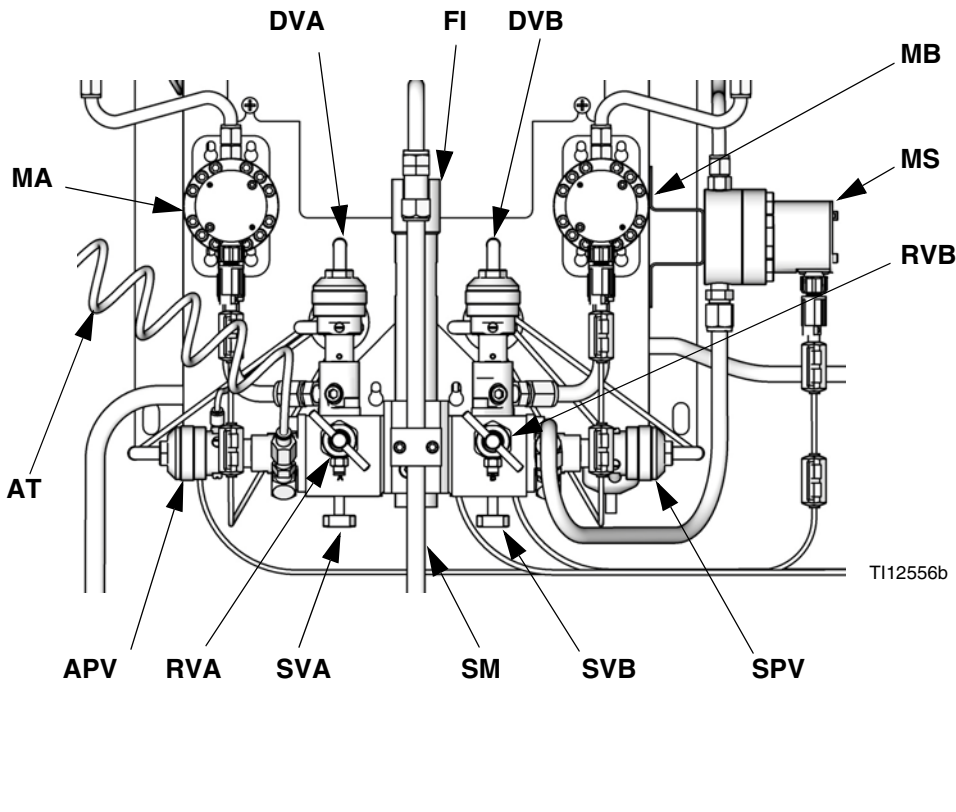 DVA
FI
DVB
MB
MS
MA
RVB
AT
TI12556b
APV
RVA
SVA
SM
SVB
SPV